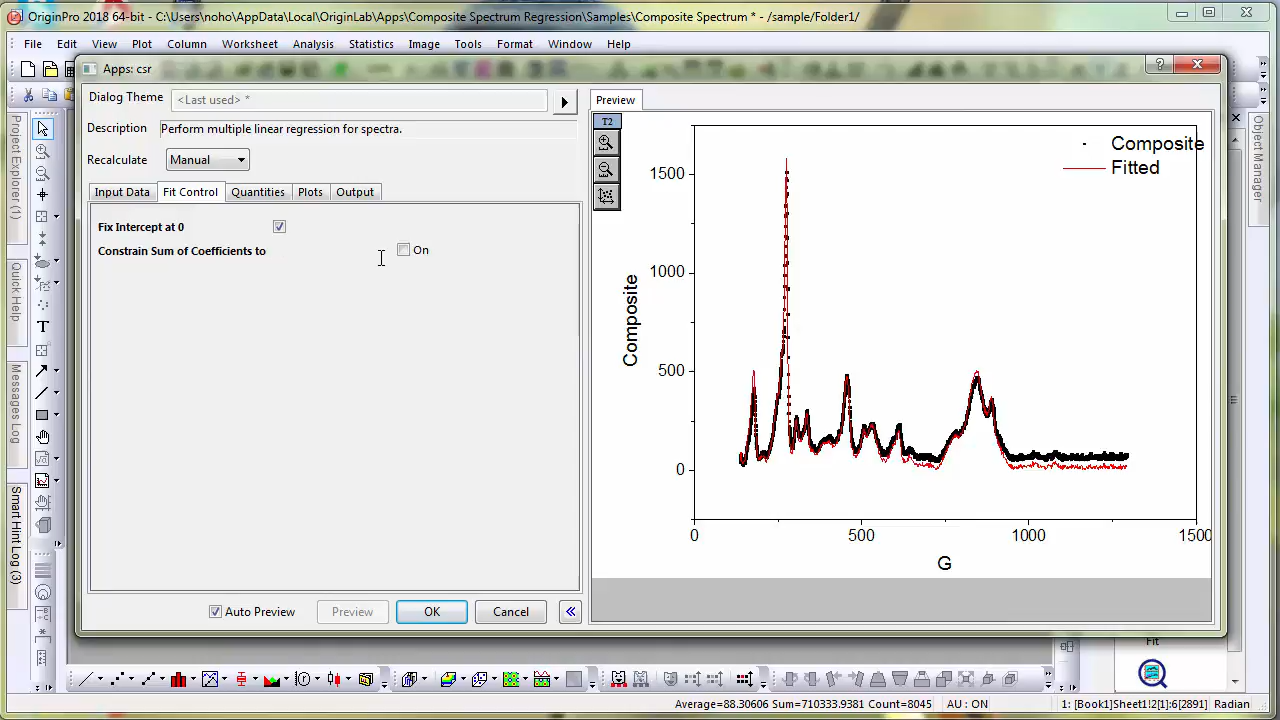 OriginPro 2018 64-bit - C:\Users\noho\AppData\Local\OriginLab\Apps\Composite Spectrum Regression\Samples\Composite Spectrum * - /sample/Folder1/
File Edit View Plot Column Worksheet Analysis Statistics Image Tools Format Window Help
Apps: csr
Dialog Theme <Last used> *
Description Perform multiple linear regression for spectra.
Recalculate Manual
Input Data Fit Control Quantities Plots Output
Fix Intercept at 0
Constrain Sum of Coefficients to On
Auto Preview Preview OK Cancel
Preview
T2
Composite
Fitted
1500
1000
500
0
Composite
0 500 1000 1500
G
Project Explorer (1)
Quick Help
Messages Log
Smart Hint Log (3)
Object Manager
T
Fit
Average=88.30606 Sum=710333.9381 Count=8045 AU : ON 1: [Book1]Sheet1!2[1]:6[2891] Radian